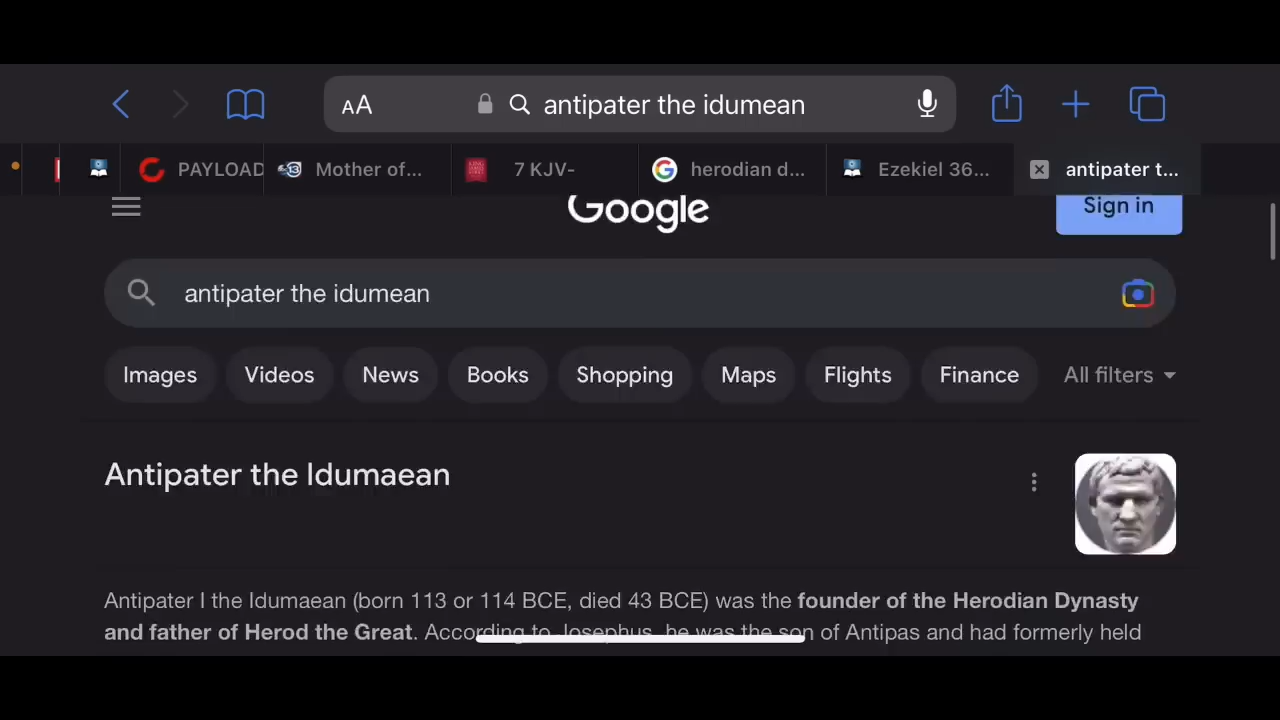 AA antipater the idumean
PAYLOAD Mother of... 7 KJV- herodian d... Ezekiel 36... antipater t...
Google Sign in
antipater the idumean
Images Videos News Books Shopping Maps Flights Finance All filters
Antipater the Idumaean
Antipater I the Idumaean (born 113 or 114 BCE, died 43 BCE) was the founder of the Herodian Dynasty
and father of Herod the Great. According to Josephus, he was the son of Antipas and had formerly held